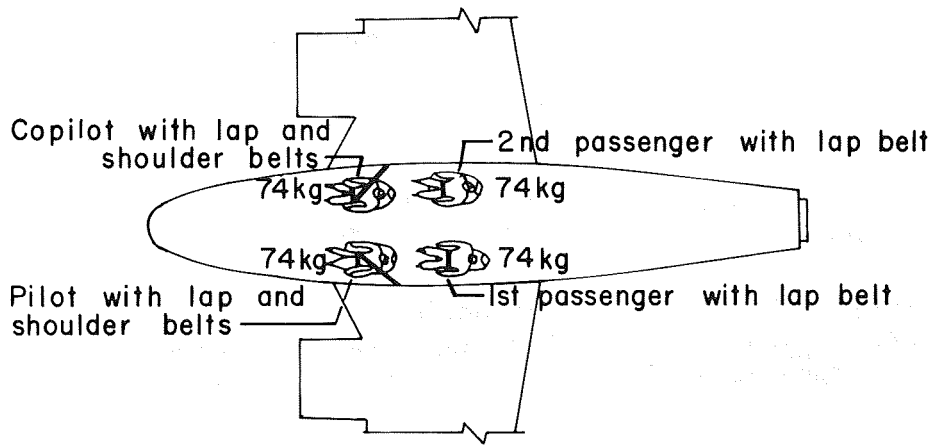 Copilot with lap and
shoulder belts
2nd passenger with lap belt
74kg
74kg
74kg
74kg
Pilot with lap and
shoulder belts
1st passenger with lap belt